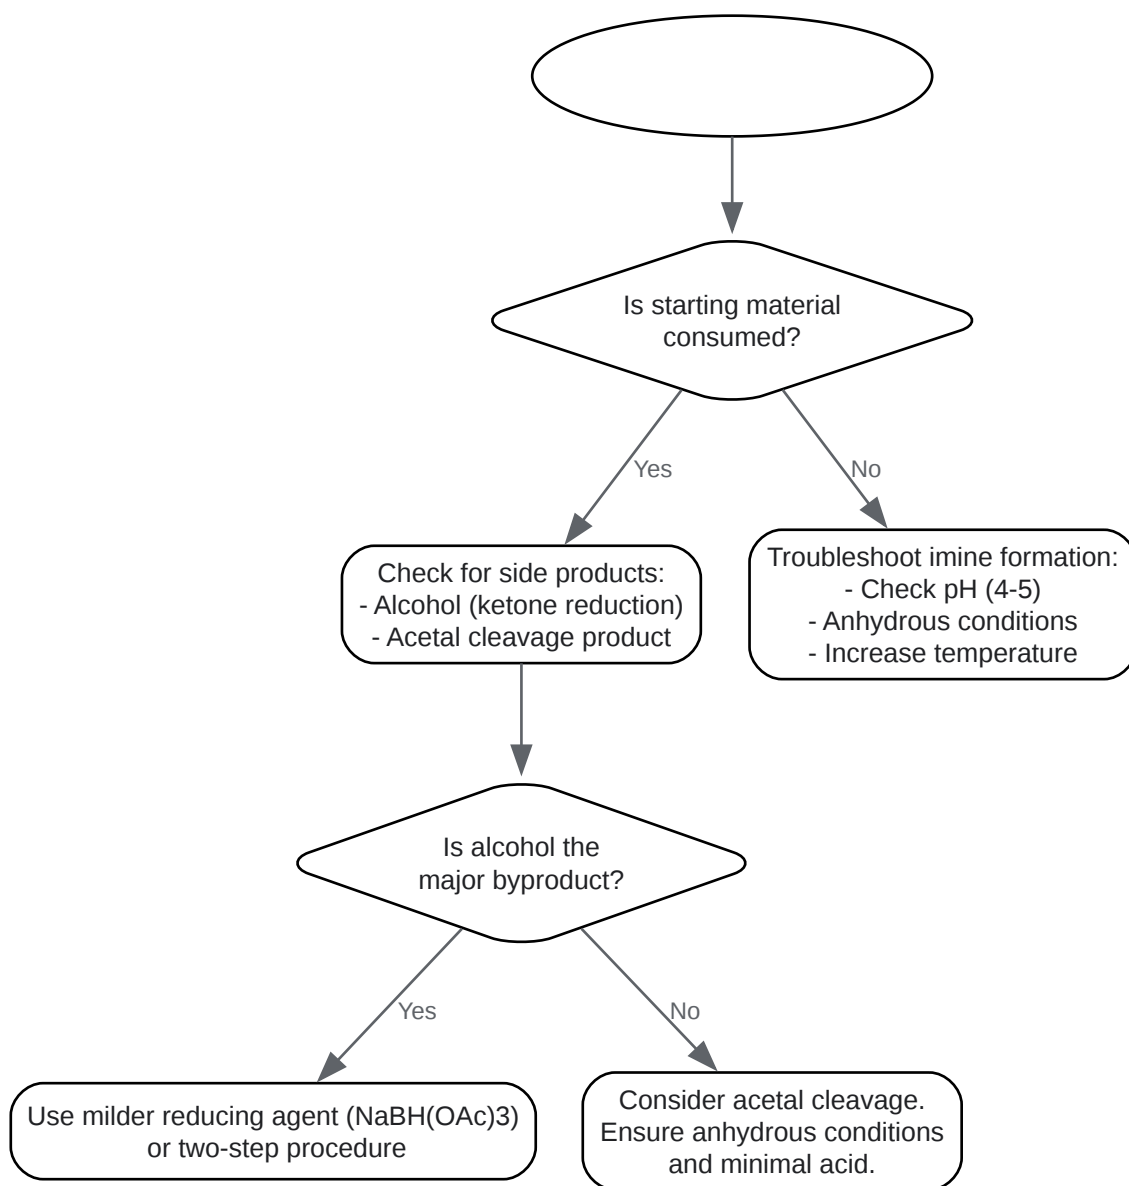 Is starting material
consumed?
Yes
No
Check for side products:
- Alcohol (ketone reduction)
- Acetal cleavage product
Troubleshoot imine formation:
- Check pH (4-5)
- Anhydrous conditions
- Increase temperature
Is alcohol the
major byproduct?
Yes
No
Use milder reducing agent (NaBH(OAc)3)
or two-step procedure
Consider acetal cleavage.
Ensure anhydrous conditions
and minimal acid.